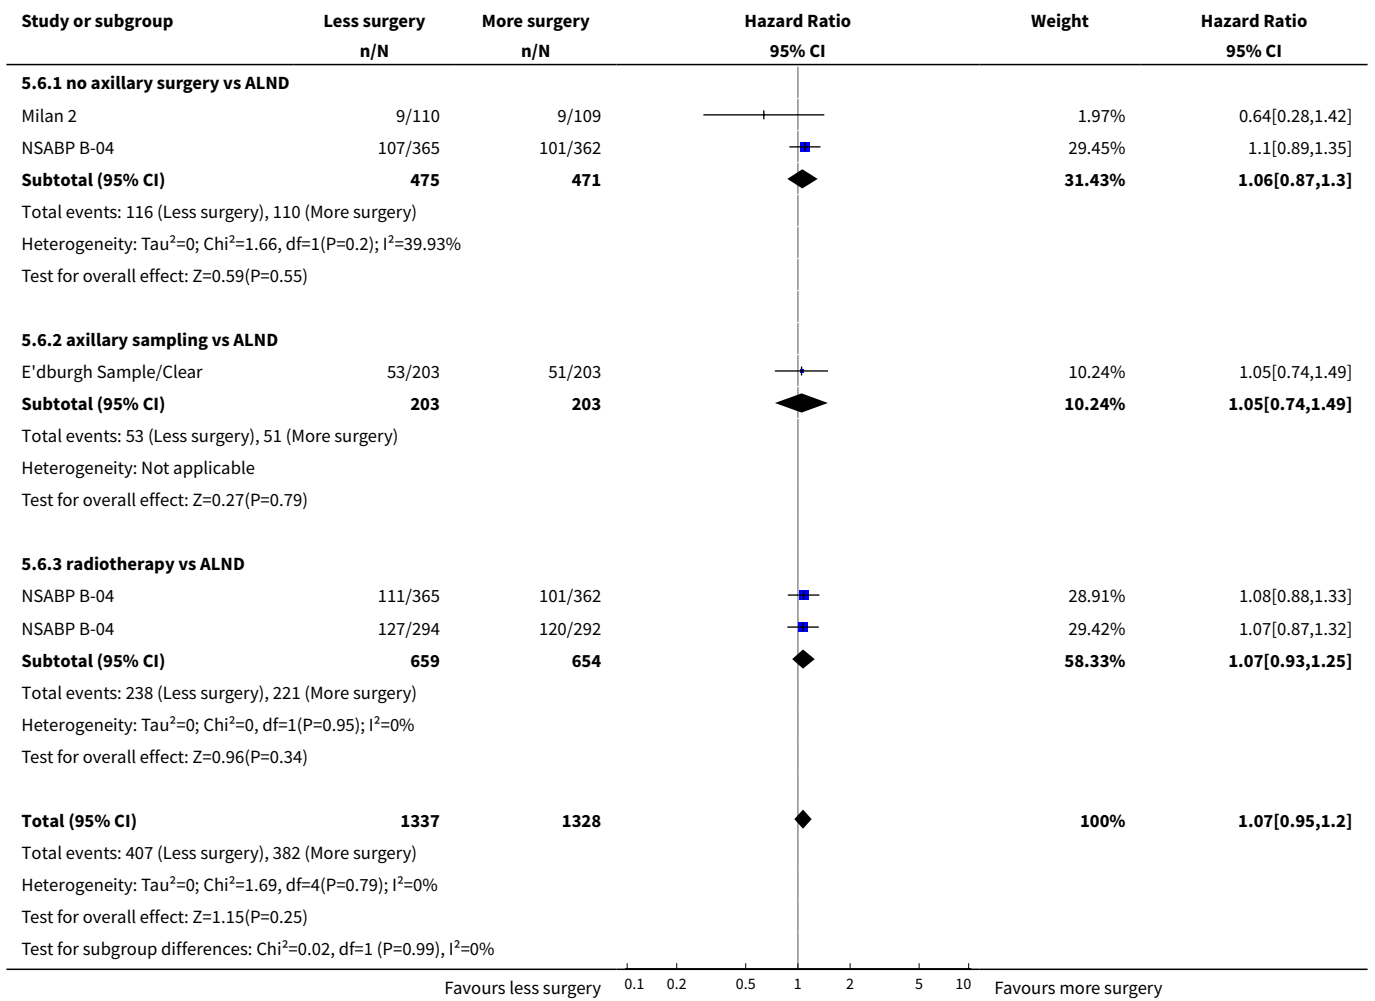 Study or subgroup Less surgery More surgery Hazard Ratio Weight Hazard Ratio
n/N n/N 95% CI 95% CI
5.6.1 no axillary surgery vs ALND
Milan 2 9/110 9/109 1.97% 0.64[0.28,1.42]
NSABP B-04 107/365 101/362 29.45% 1.1[0.89,1.35]
Subtotal (95% CI) 475 471 31.43% 1.06[0.87,1.3]
Total events: 116 (Less surgery), 110 (More surgery)
Heterogeneity: Tau²=0; Chi²=1.66, df=1(P=0.2); I²=39.93%
Test for overall effect: Z=0.59(P=0.55)
5.6.2 axillary sampling vs ALND
E'dburgh Sample/Clear 53/203 51/203 10.24% 1.05[0.74,1.49]
Subtotal (95% CI) 203 203 10.24% 1.05[0.74,1.49]
Total events: 53 (Less surgery), 51 (More surgery)
Heterogeneity: Not applicable
Test for overall effect: Z=0.27(P=0.79)
5.6.3 radiotherapy vs ALND
NSABP B-04 111/365 101/362 28.91% 1.08[0.88,1.33]
NSABP B-04 127/294 120/292 29.42% 1.07[0.87,1.32]
Subtotal (95% CI) 659 654 58.33% 1.07[0.93,1.25]
Total events: 238 (Less surgery), 221 (More surgery)
Heterogeneity: Tau²=0; Chi²=0, df=1(P=0.95); I²=0%
Test for overall effect: Z=0.96(P=0.34)
Total (95% CI) 1337 1328 100% 1.07[0.95,1.2]
Total events: 407 (Less surgery), 382 (More surgery)
Heterogeneity: Tau²=0; Chi²=1.69, df=4(P=0.79); I²=0%
Test for overall effect: Z=1.15(P=0.25)
Test for subgroup differences: Chi²=0.02, df=1 (P=0.99), I²=0%
Favours less surgery 0.1 0.2 0.5 1 2 5 10 Favours more surgery